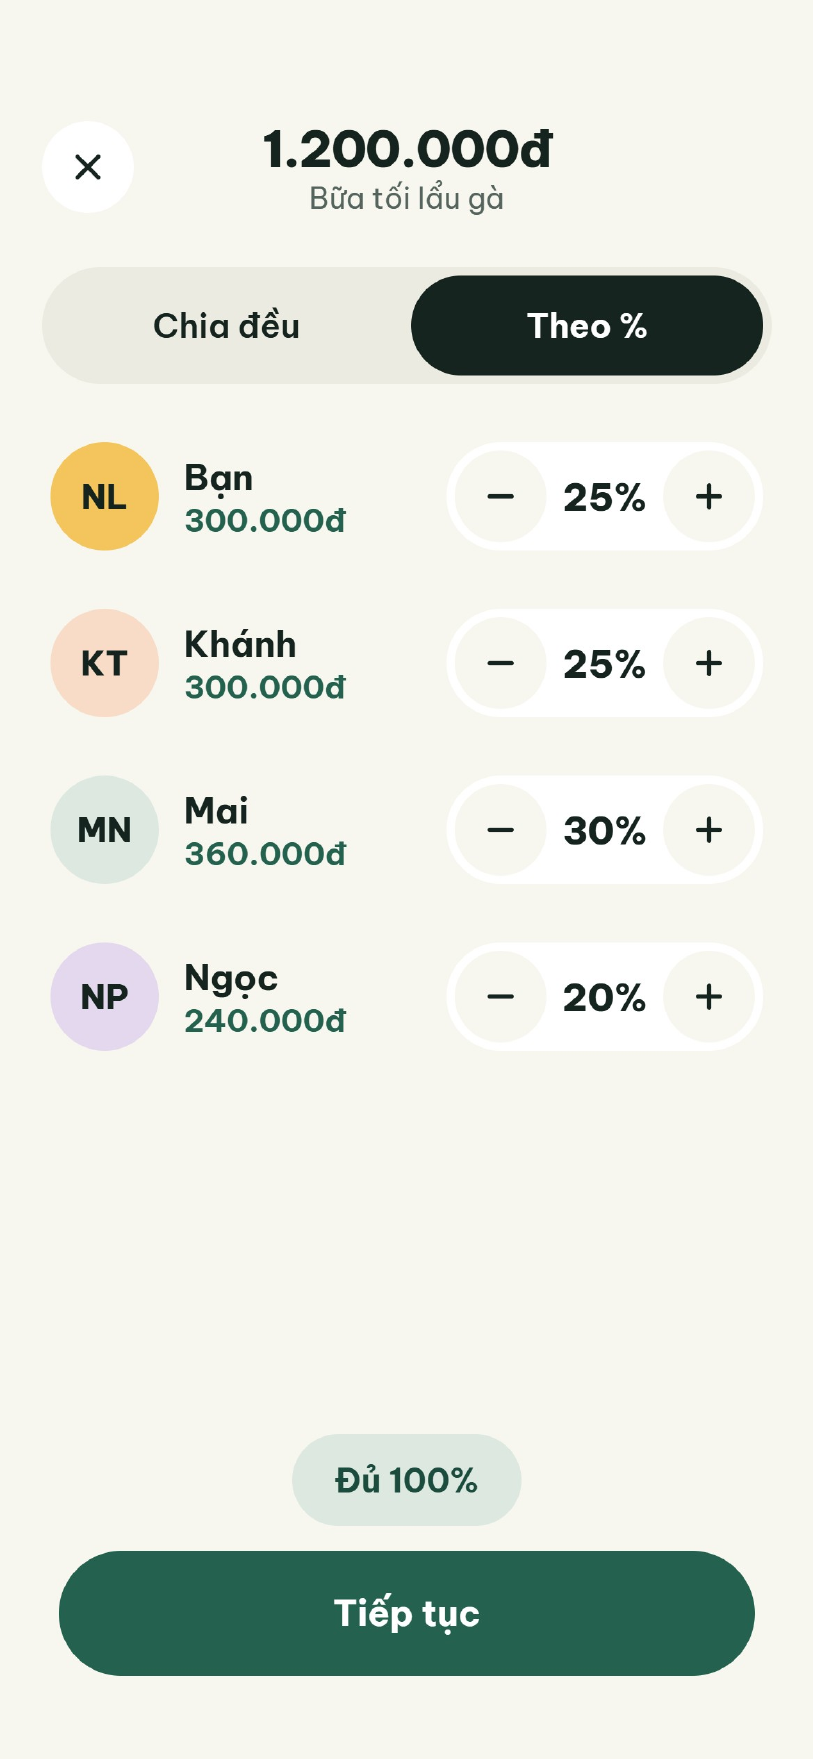 1.200.000đ
Bữa tối lẩu gà
Chia đều
Theo %
NL
Bạn
300.000đ
25%
KT
Khánh
300.000đ
25%
MN
Mai
360.000đ
30%
NP
Ngọc
240.000đ
20%
Đủ 100%
Tiếp tục